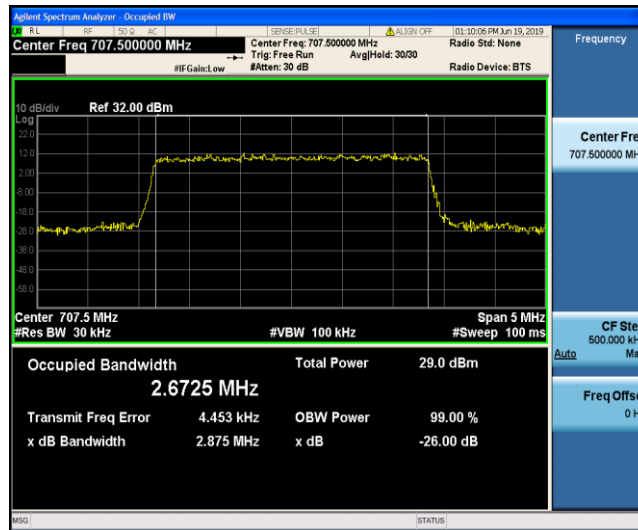 Agilent Spectrum Analyzer - Occupied BW
RL RF 50 Ω AC SENSE:PULSE ALIGN OFF 01:10:06 PM Jun 19, 2019
Center Freq 707.500000 MHz Center Freq: 707.500000 MHz Radio Std: None
Trig: Free Run Avg|Hold: 30/30
#IFGain:Low #Atten: 30 dB Radio Device: BTS
10 dB/div Ref 32.00 dBm
Log
22.0
12.0
2.00
-8.00
-18.0
-28.0
-38.0
-48.0
-58.0
Center 707.5 MHz Span 5 MHz
#Res BW 30 kHz #VBW 100 kHz #Sweep 100 ms
Occupied Bandwidth Total Power 29.0 dBm
2.6725 MHz
Transmit Freq Error 4.453 kHz OBW Power 99.00 %
x dB Bandwidth 2.875 MHz x dB -26.00 dB
MSG STATUS
Frequency
Center Fre
707.500000 MH
CF Ste
500.000 kH
Auto Ma
Freq Offse
0 H